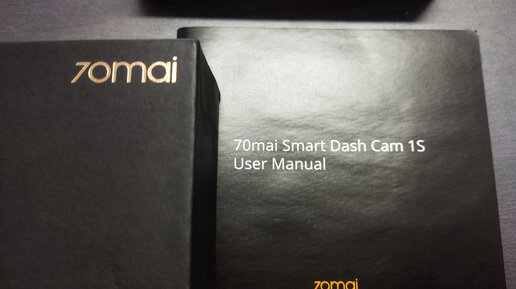 70mai
70mai Smart Dash Cam 1S
User Manual
70mai